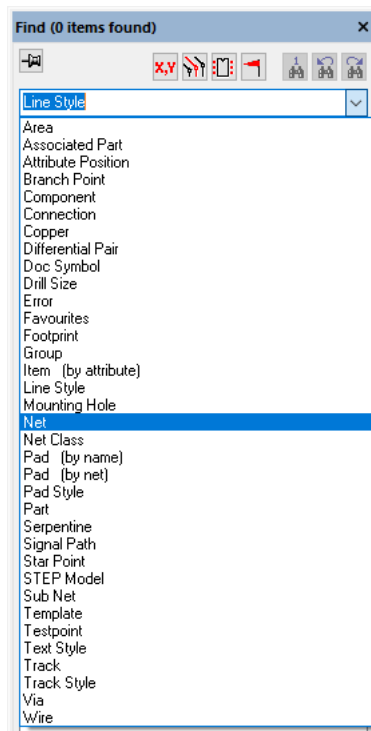 Find (0 items found)
X,Y
1
Line Style
Area
Associated Part
Attribute Position
Branch Point
Component
Connection
Copper
Differential Pair
Doc Symbol
Drill Size
Error
Favourites
Footprint
Group
Item (by attribute)
Line Style
Mounting Hole
Net
Net Class
Pad (by name)
Pad (by net)
Pad Style
Part
Serpentine
Signal Path
Star Point
STEP Model
Sub Net
Template
Testpoint
Text Style
Track
Track Style
Via
Wire